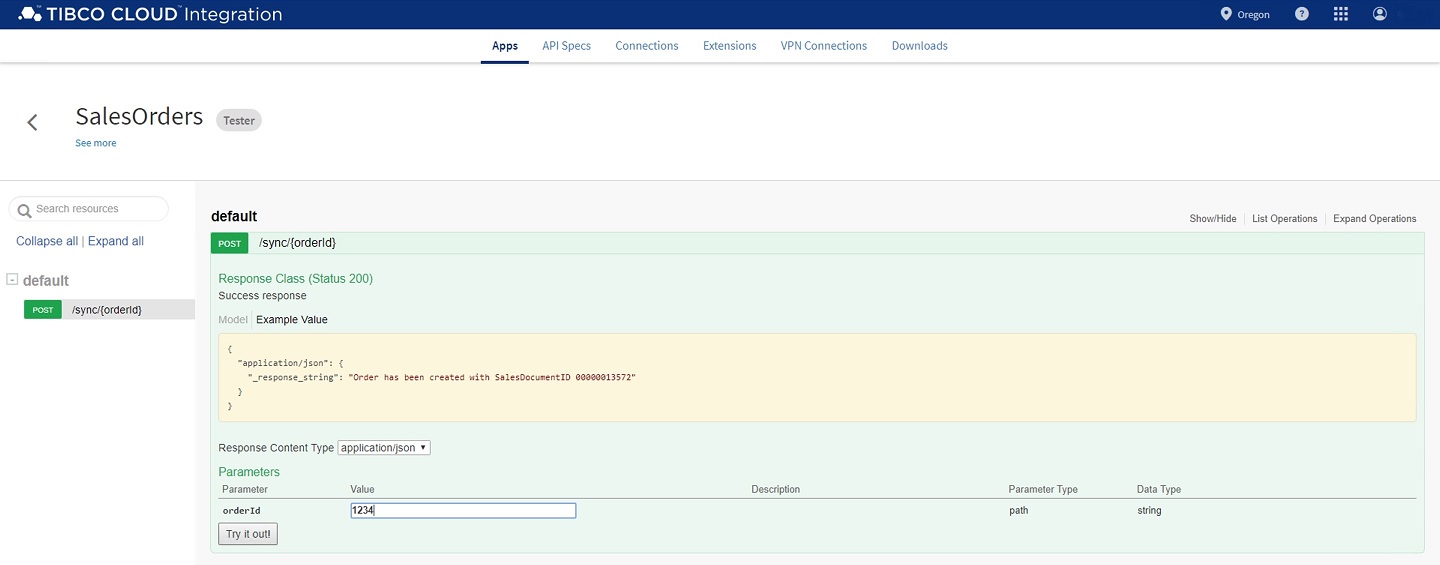 TIBCO CLOUD™ Integration
Oregon
?
Apps API Specs Connections Extensions VPN Connections Downloads
SalesOrders Tester
See more
Search resources
Collapse all | Expand all
- default
POST /sync/{orderId}
default
Show/Hide List Operations Expand Operations
POST /sync/{orderId}
Response Class (Status 200)
Success response
Model Example Value
{
"application/json": {
"_response_string": "Order has been created with SalesDocumentID 00000013572"
}
}
Response Content Type application/json
Parameters
Parameter Value Description Parameter Type Data Type
orderId 1234 path string
Try it out!